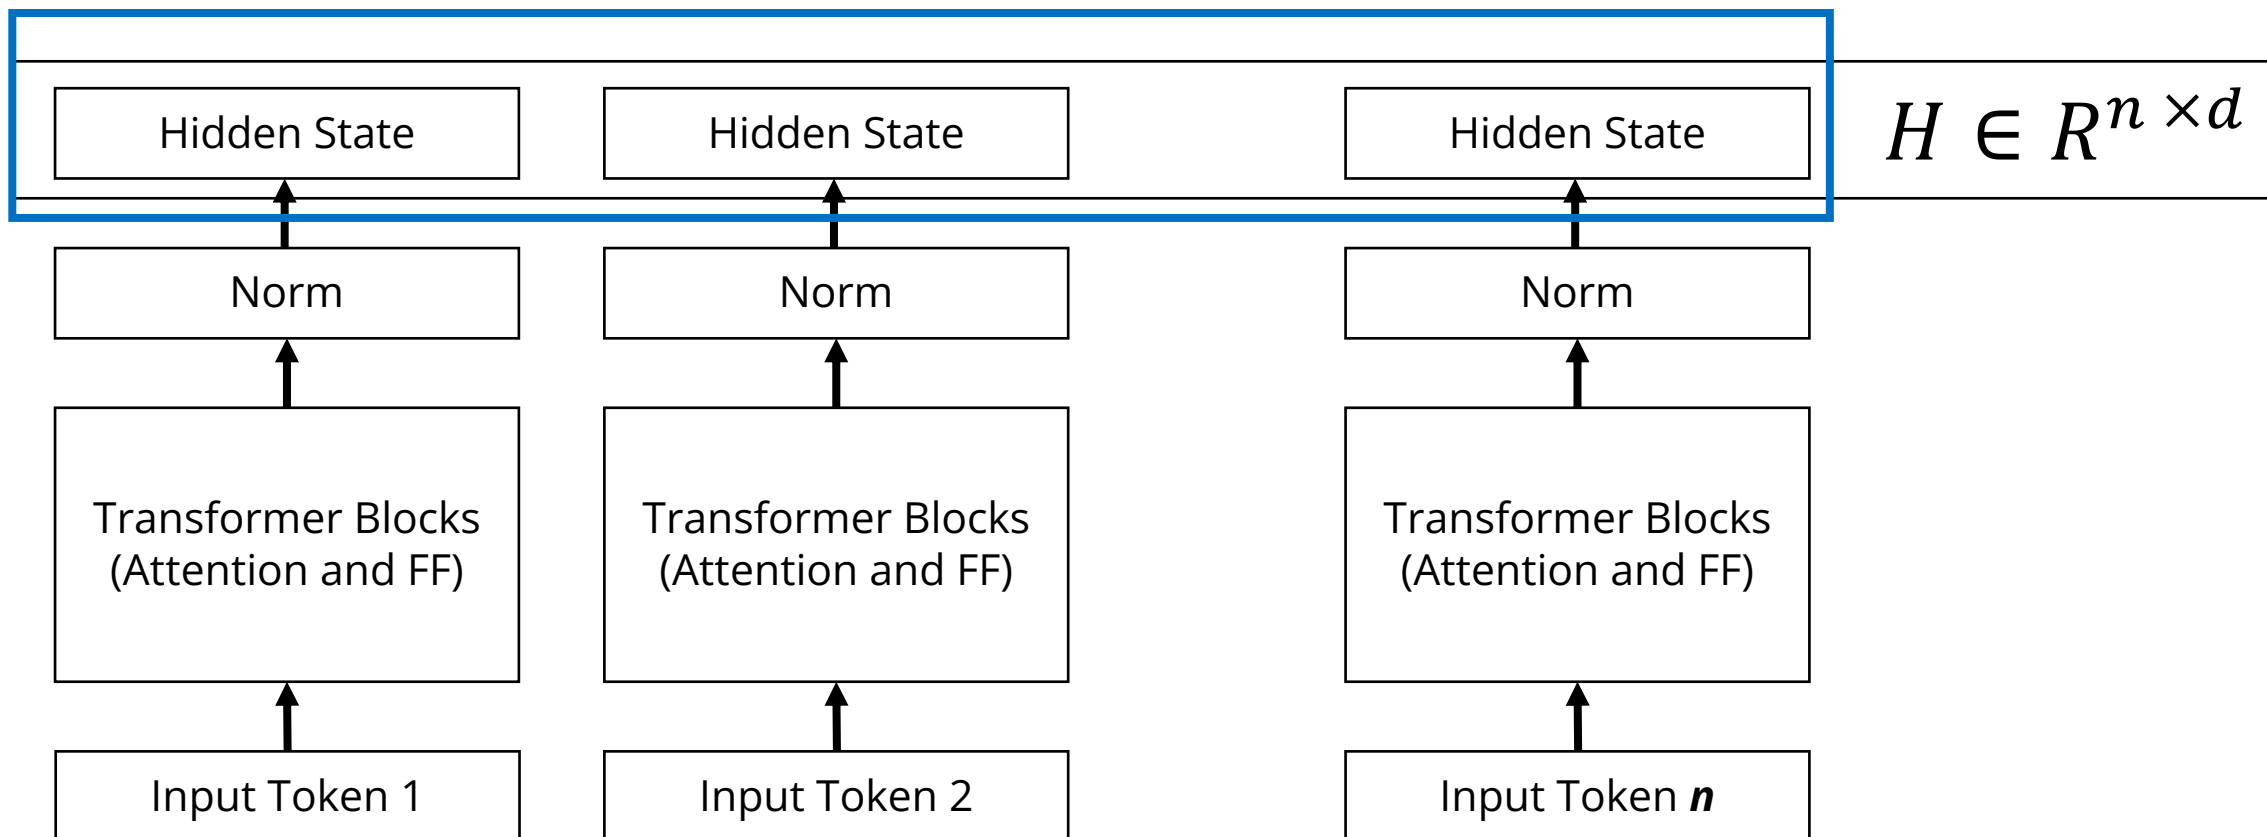 Hidden State Hidden State Hidden State H ∈ R^{n ×d}
Norm Norm Norm
Transformer Blocks Transformer Blocks Transformer Blocks
(Attention and FF) (Attention and FF) (Attention and FF)
Input Token 1 Input Token 2 Input Token n